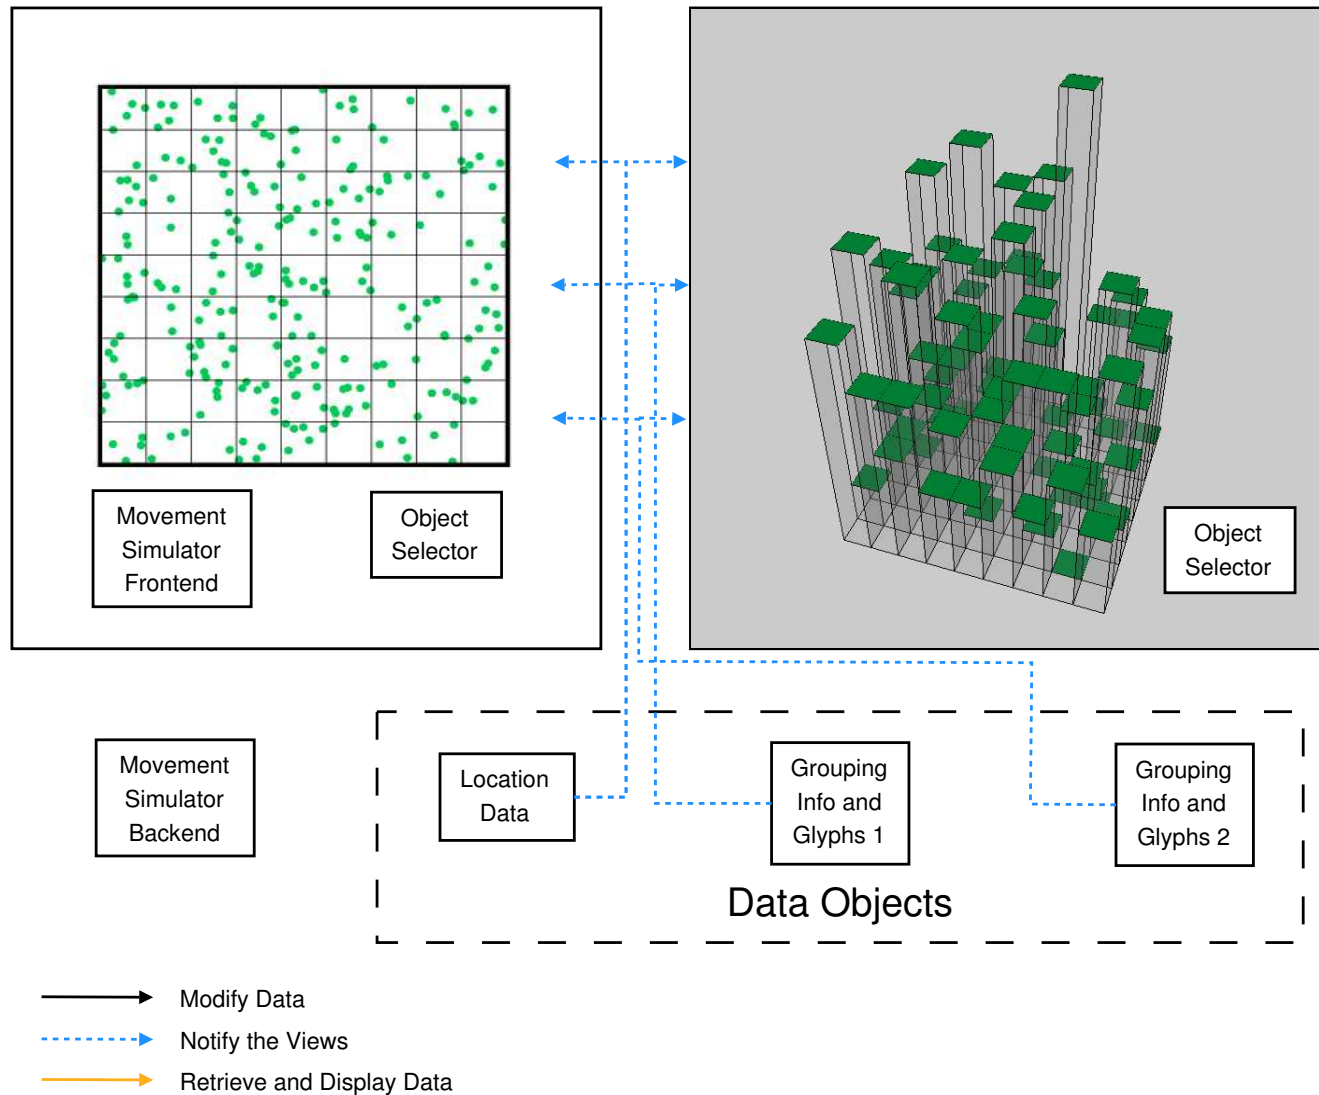 Movement
Simulator
Frontend
Object
Selector
Object
Selector
Movement
Simulator
Backend
Location
Data
Grouping
Info and
Glyphs 1
Grouping
Info and
Glyphs 2
Data Objects
Modify Data
Notify the Views
Retrieve and Display Data